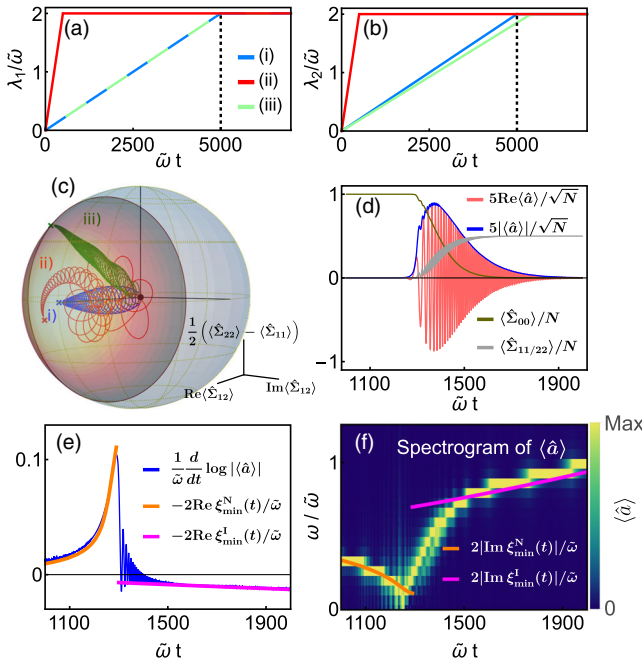 (a)
λ₁/ω̃
2
1
0
0
2500
5000
ω̃ t
(i)
(ii)
(iii)
(b)
λ₂/ω̃
2
1
0
0
2500
5000
ω̃ t
(c)
iii)
ii)
i)
1/2 (⟨Σ̂₂₂⟩ − ⟨Σ̂₁₁⟩)
Re⟨Σ̂₁₂⟩
Im⟨Σ̂₁₂⟩
(d)
1
0
−1
1100
1500
1900
ω̃ t
5Re⟨â⟩/√N
5|⟨â⟩|/√N
⟨Σ̂₀₀⟩/N
⟨Σ̂₁₁/₂₂⟩/N
(e)
0.1
0
1100
1500
1900
ω̃ t
1/ω̃ d/dt log|⟨â⟩|
−2Re ξᴺₘᵢₙ(t)/ω̃
−2Re ξᴵₘᵢₙ(t)/ω̃
(f)
Spectrogram of ⟨â⟩
ω/ω̃
1
0
1100
1500
1900
ω̃ t
2|Im ξᴺₘᵢₙ(t)|/ω̃
2|Im ξᴵₘᵢₙ(t)|/ω̃
Max
⟨â⟩
0